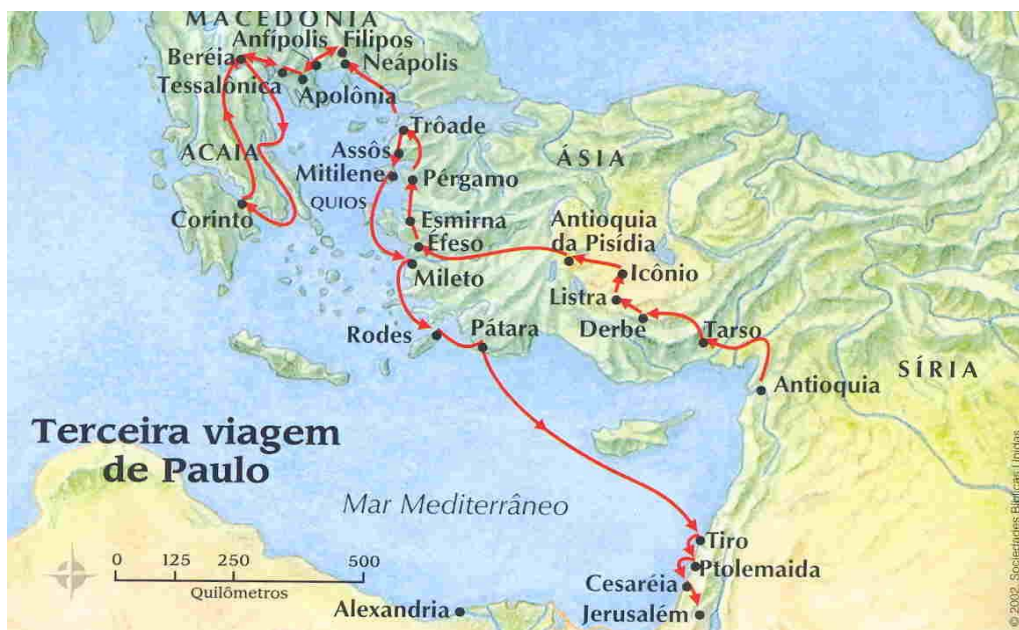 MACEDÔNIA
Anfípolis
Filipos
Beréia
Neápolis
Tessalônica
Apolônia
Trôade
ACAIA
Assôs
ÁSIA
Mitilene
Pérgamo
QUIOS
Corinto
Esmirna
Antioquia
da Pisídia
Éfeso
Mileto
Icônio
Listra
Derbe
Tarso
Rodes
Pátara
SÍRIA
Antioquia
Terceira viagem
de Paulo
Mar Mediterrâneo
Tiro
0 125 250 500
Quilômetros
Ptolemaida
Cesaréia
Alexandria
Jerusalém
© 2002, Sociedades Bíblicas Unidas